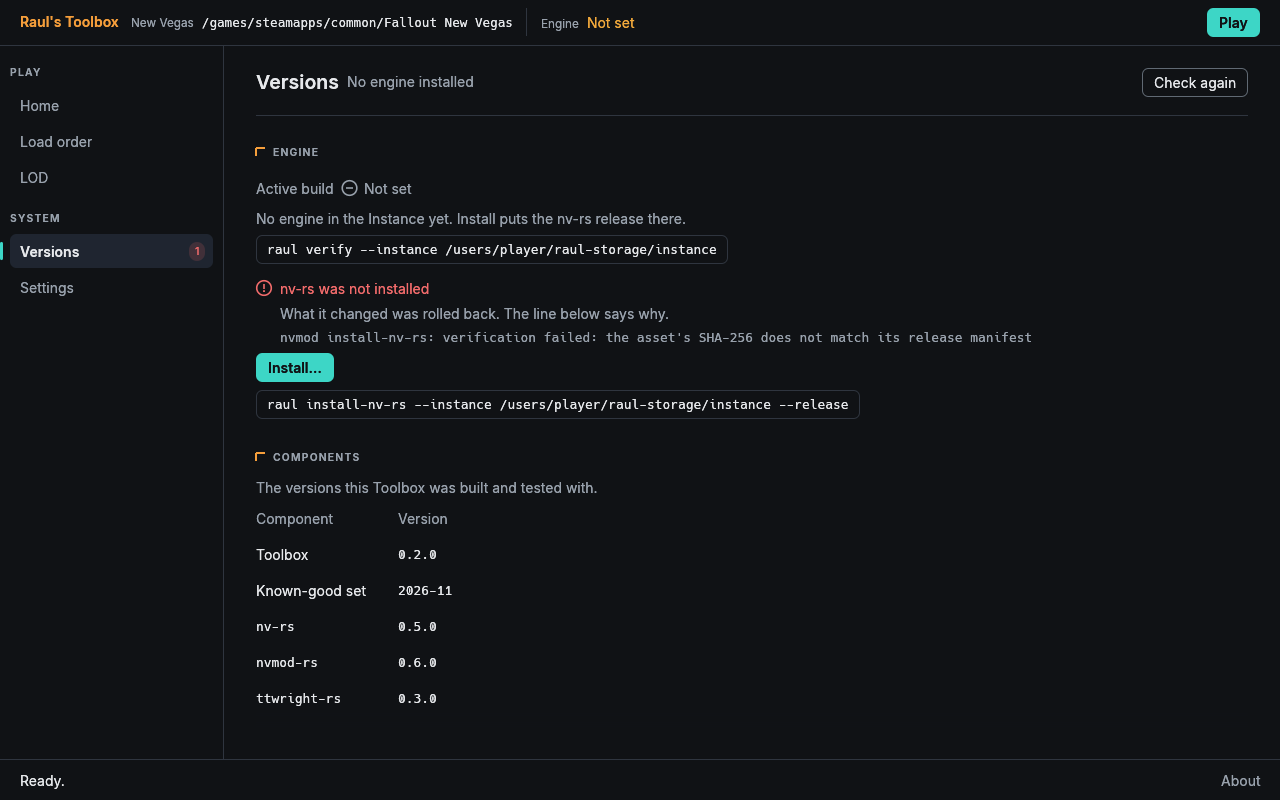 Raul's Toolbox New Vegas /games/steamapps/common/Fallout New Vegas Engine Not set Play
PLAY
Home
Load order
LOD
SYSTEM
Versions 1
Settings
Versions No engine installed Check again
ENGINE
Active build Not set
No engine in the Instance yet. Install puts the nv-rs release there.
raul verify --instance /users/player/raul-storage/instance
nv-rs was not installed
What it changed was rolled back. The line below says why.
nvmod install-nv-rs: verification failed: the asset's SHA-256 does not match its release manifest
Install...
raul install-nv-rs --instance /users/player/raul-storage/instance --release
COMPONENTS
The versions this Toolbox was built and tested with.
Component Version
Toolbox 0.2.0
Known-good set 2026-11
nv-rs 0.5.0
nvmod-rs 0.6.0
ttwright-rs 0.3.0
Ready. About